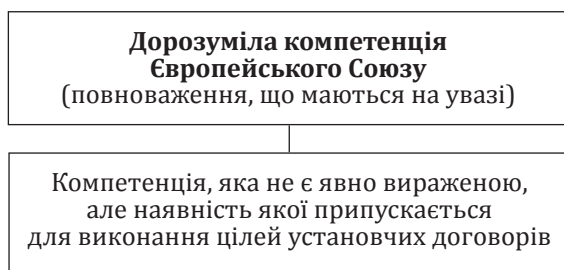 Дорозуміла компетенція
Європейського Союзу
(повноваження, що маються на увазі)
Компетенція, яка не є явно вираженою,
але наявність якої припускається
для виконання цілей установчих договорів